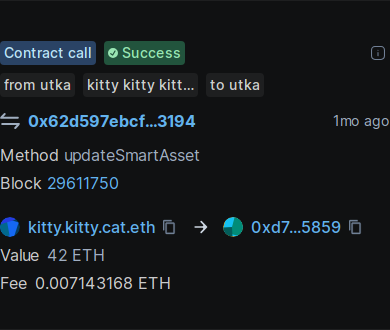 Contract call Success
from utka kitty kitty kitt... to utka
0x62d597ebcf...3194 1mo ago
Method updateSmartAsset
Block 29611750
kitty.kitty.cat.eth → 0xd7...5859
Value 42 ETH
Fee 0.007143168 ETH